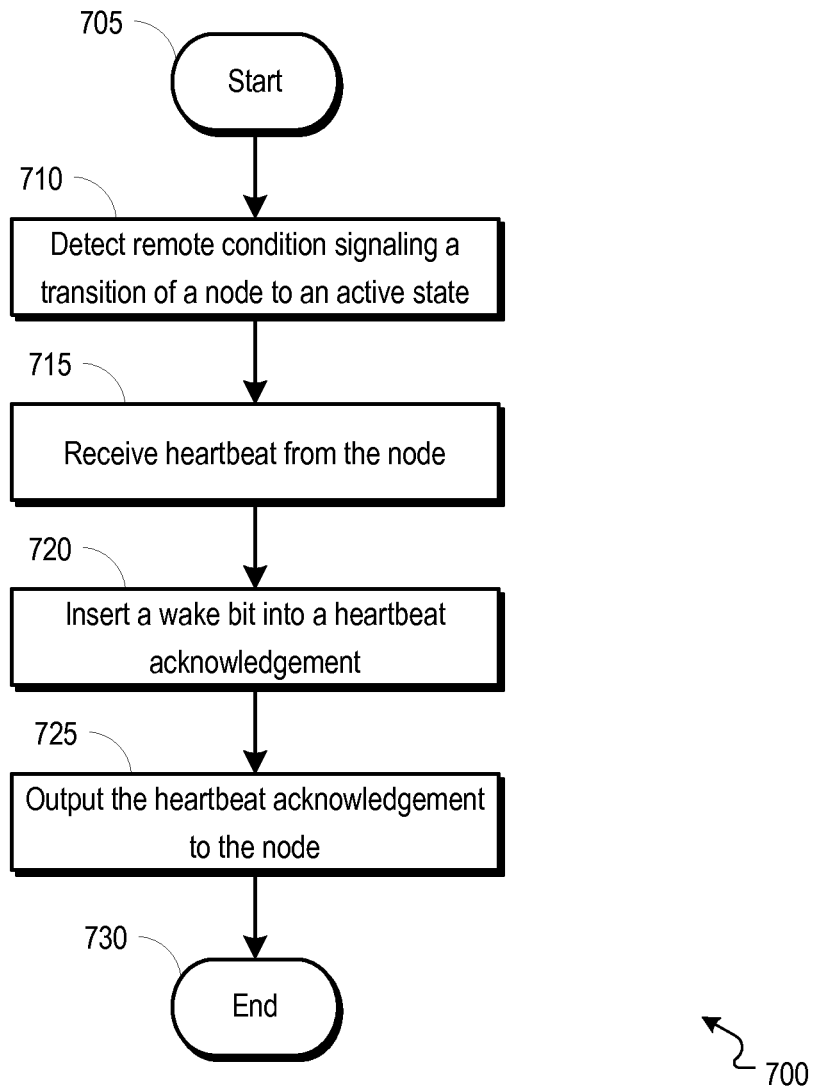 705
Start
710
Detect remote condition signaling a
transition of a node to an active state
715
Receive heartbeat from the node
720
Insert a wake bit into a heartbeat
acknowledgement
725
Output the heartbeat acknowledgement
to the node
730
End
700